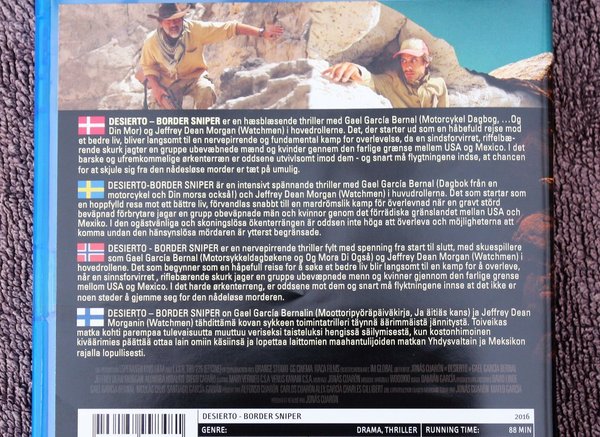 DESIERTO – BORDER SNIPER er en hæsblæsende thriller med Gael García Bernal (Motorcykel Dagbog, ...Og
Din Mor) og Jeffrey Dean Morgan (Watchmen) i hovedrollerne. Det, der starter ud som en håbefuld rejse mod
et bedre liv, bliver langsomt til en nervepirrende og fundamental kamp for overlevelse, da en sindsforvirret, riffelbæ-
rende skurk jagter en gruppe ubevæbnede mænd og kvinder gennem den farlige grænse mellem USA og Mexico. I det
barske og ufremkommelige ørkenterræn er oddsene utvivlsomt imod dem - og snart må flygtningene indse, at chancen
for at skjule sig fra den nådesløse morder er tæt på umulig.
DESIERTO-BORDER SNIPER är en intensivt spännande thriller med Gael García Bernal (Dagbok från en
motorcykel och Din morsa också!) och Jeffrey Dean Morgan (Watchmen) i huvudrollerna. Det som startar som
en hoppfylld resa mot ett bättre liv, förvandlas snabbt till en mardrömslik kamp för överlevnad när en gravt störd
beväpnad förbrytare jagar en grupp obeväpnade män och kvinnor genom det förrädiska gränslandet mellan USA och
Mexiko. I den ogästvänliga och skoningslösa ökenterrängen är oddsen inte höga att överleva och möjligheterna att
komma undan den hänsynslösa mördaren är ytterst begränsade.
DESIERTO - BORDER SNIPER er en nervepirrende thriller fylt med spenning fra start til slutt, med skuespillere
som Gael García Bernal (Motorsykkeldagbøkene og Og Mora Di Også) og Jeffrey Dean Morgan (Watchmen) i
hovedrollene. Det som begynner som en håpefull reise for å søke et bedre liv blir langsomt til en kamp for å overleve,
når en sinnsforvirret, riflebærende skurk jager en gruppe ubevæpnede menn og kvinner gjennom den farlige grense
mellem USA og Mexico. I det harde ørkenterreng, er oddsene mot dem og snart må flyktningene innse at det ikke er
noen steder å gjemme seg for den nådeløse morderen.
DESIERTO – BORDER SNIPER on Gael García Bernalin (Moottoripyöräpäiväkirja, Ja äitiäs kans) ja Jeffrey Dean
Morganin (Watchmen) tähdittämä kovan sykkeen toimintatrilleri täynnä äärimmäistä jännitystä. Toiveikas
matka kohti parempaa tulevaisuutta muuttuu veriseksi taisteluksi hengissä säilymisestä, kun kostonhimoinen
kiväärimies päättää ottaa lain omiin käsiinsä ja lopettaa laittomien maahantulijoiden matkan Yhdysvaltain ja Meksikon
rajalla lopullisesti.
DESIERTO - BORDER SNIPER
2016
GENRE:
DRAMA, THRILLER
RUNNING TIME:
88 MIN